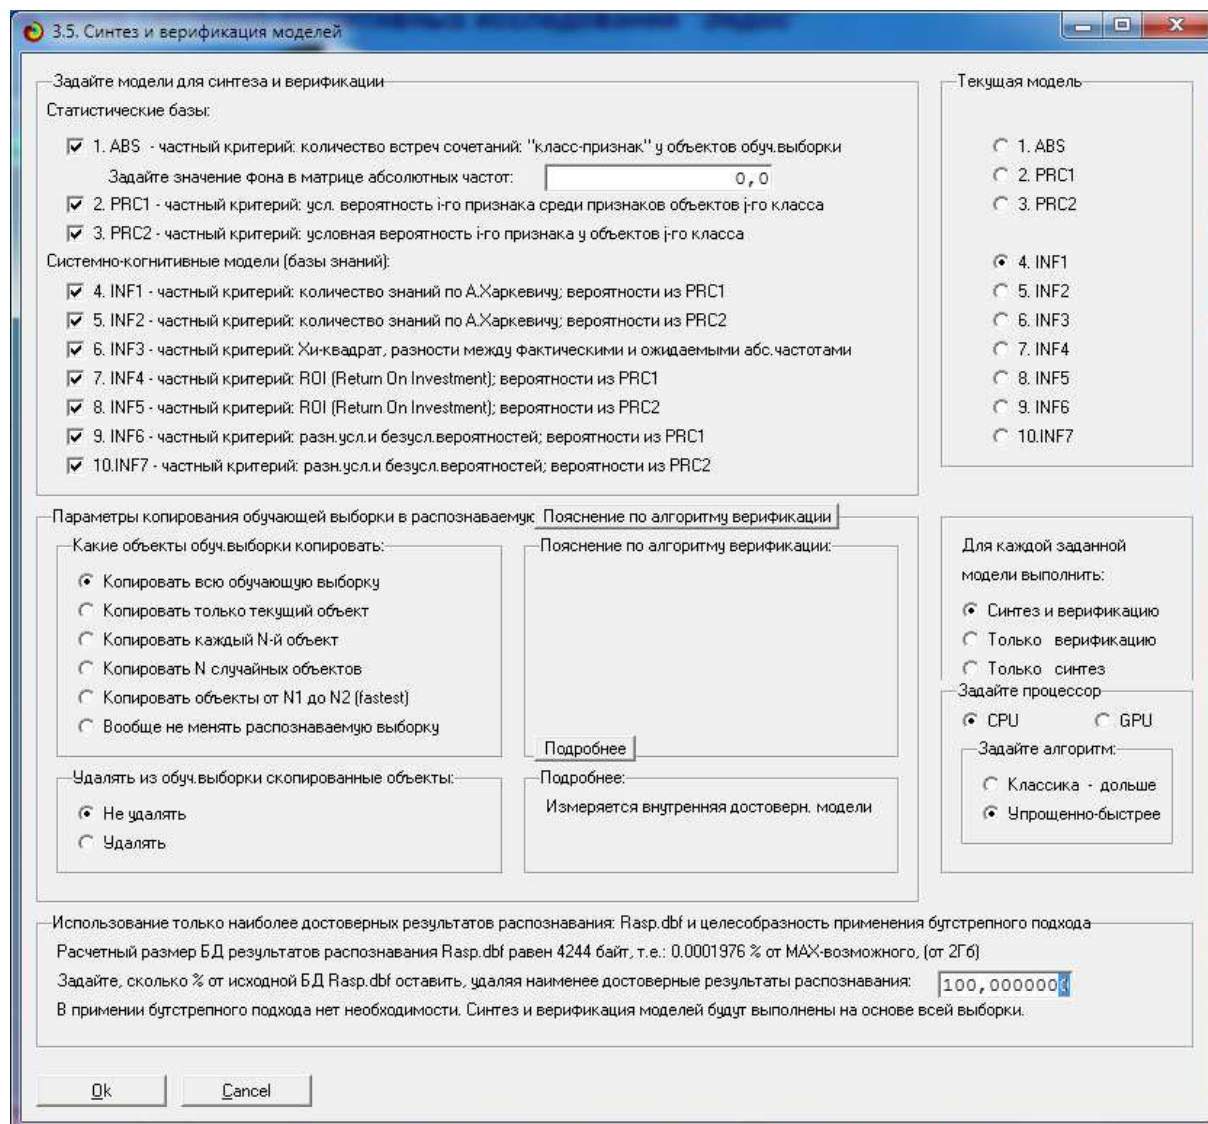 3.5. Синтез и верификация моделей
Задайте модели для синтеза и верификации
Статистические базы:
1. ABS - частный критерий: количество встреч сочетаний: "класс-признак" у объектов обуч.выборки
Задайте значение фона в матрице абсолютных частот: 0,0
2. PRC1 - частный критерий: усл. вероятность i-го признака среди признаков объектов j-го класса
3. PRC2 - частный критерий: условная вероятность i-го признака у объектов j-го класса
Системно-когнитивные модели (базы знаний):
4. INF1 - частный критерий: количество знаний по А.Харкевичу; вероятности из PRC1
5. INF2 - частный критерий: количество знаний по А.Харкевичу; вероятности из PRC2
6. INF3 - частный критерий: Хи-квадрат, разности между фактическими и ожидаемыми абс.частотами
7. INF4 - частный критерий: ROI (Return On Investment); вероятности из PRC1
8. INF5 - частный критерий: ROI (Return On Investment); вероятности из PRC2
9. INF6 - частный критерий: разн.усл.и безусл.вероятностей; вероятности из PRC1
10.INF7 - частный критерий: разн.усл.и безусл.вероятностей; вероятности из PRC2
Текущая модель
1. ABS
2. PRC1
3. PRC2
4. INF1
5. INF2
6. INF3
7. INF4
8. INF5
9. INF6
10.INF7
Параметры копирования обучающей выборки в распознаваемую Пояснение по алгоритму верификации
Какие объекты обуч.выборки копировать:
Копировать всю обучающую выборку
Копировать только текущий объект
Копировать каждый N-й объект
Копировать N случайных объектов
Копировать объекты от N1 до N2 (fastest)
Вообще не менять распознаваемую выборку
Пояснение по алгоритму верификации:
Подробнее
Удалять из обуч.выборки скопированные объекты:
Не удалять
Удалять
Подробнее:
Измеряется внутренняя достоверн. модели
Для каждой заданной
модели выполнить:
Синтез и верификацию
Только верификацию
Только синтез
Задайте процессор
CPU GPU
Задайте алгоритм:
Классика - дольше
Упрощенно-быстрее
Использование только наиболее достоверных результатов распознавания: Rasp.dbf и целесобразность применения бутстрепного подхода
Расчетный размер БД результатов распознавания Rasp.dbf равен 4244 байт, т.е.: 0.0001976 % от MAX-возможного, (от 2Гб)
Задайте, сколько % от исходной БД Rasp.dbf оставить, удаляя наименее достоверные результаты распознавания: 100,0000000
В примении бутстрепного подхода нет необходимости. Синтез и верификация моделей будут выполнены на основе всей выборки.
Ok Cancel